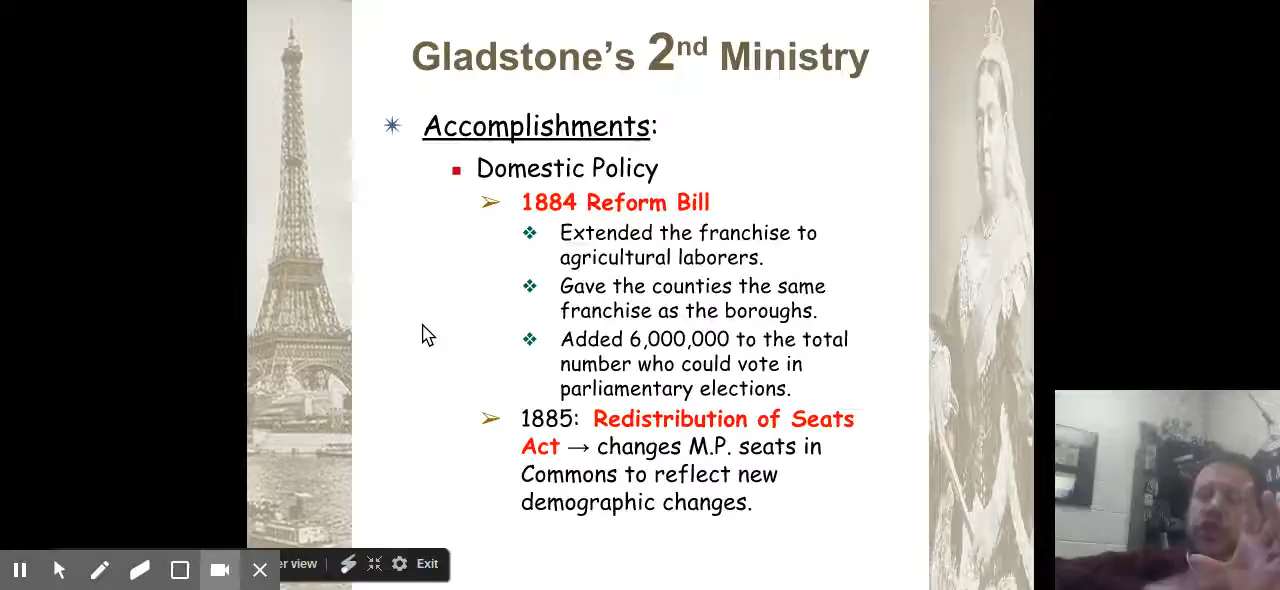 Gladstone's 2nd Ministry
Accomplishments:
Domestic Policy
1884 Reform Bill
Extended the franchise to
agricultural laborers.
Gave the counties the same
franchise as the boroughs.
Added 6,000,000 to the total
number who could vote in
parliamentary elections.
1885: Redistribution of Seats
Act → changes M.P. seats in
Commons to reflect new
demographic changes.
er view
Exit